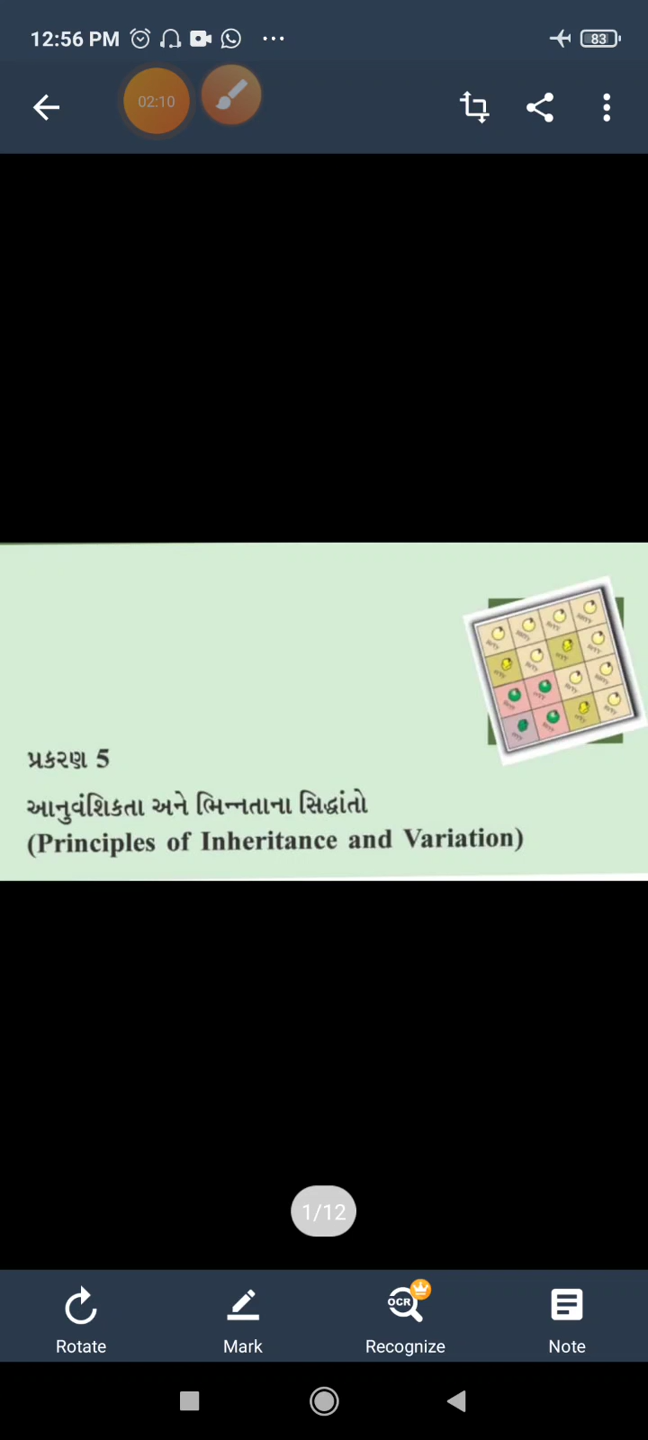 12:56 PM
83
02:10
પ્રકરણ 5
આનુવંશિકતા અને ભિન્નતાના સિદ્ધાંતો
(Principles of Inheritance and Variation)
1/12
OCR
Rotate
Mark
Recognize
Note